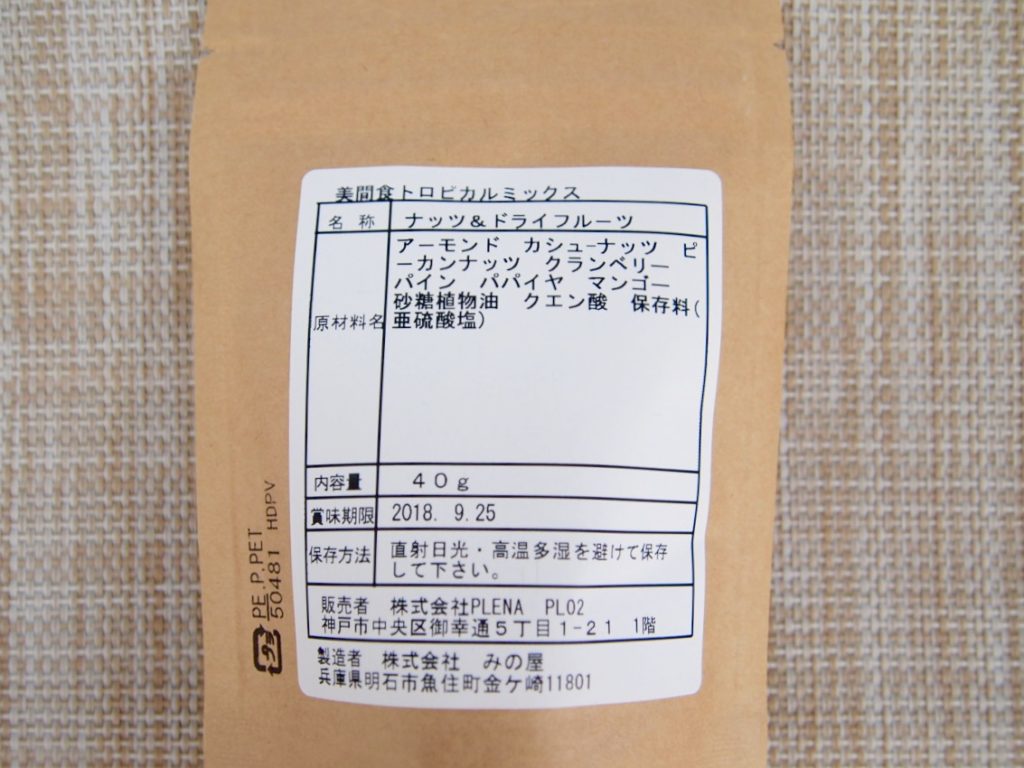 美間食トロピカルミックス
名 称 ナッツ＆ドライフルーツ
アーモンド カシューナッツ ピ
ーカンナッツ クランベリー
パイン パパイヤ マンゴー
砂糖植物油 クエン酸 保存料(
原材料名 亜硫酸塩)
内容量 40g
賞味期限 2018. 9.25
保存方法 直射日光・高温多湿を避けて保存
して下さい。
販売者 株式会社PLENA PL02
神戸市中央区御幸通5丁目1-21 1階
製造者 株式会社 みの屋
兵庫県明石市魚住町金ケ崎11801
PE.P.PET
50481 HDPV